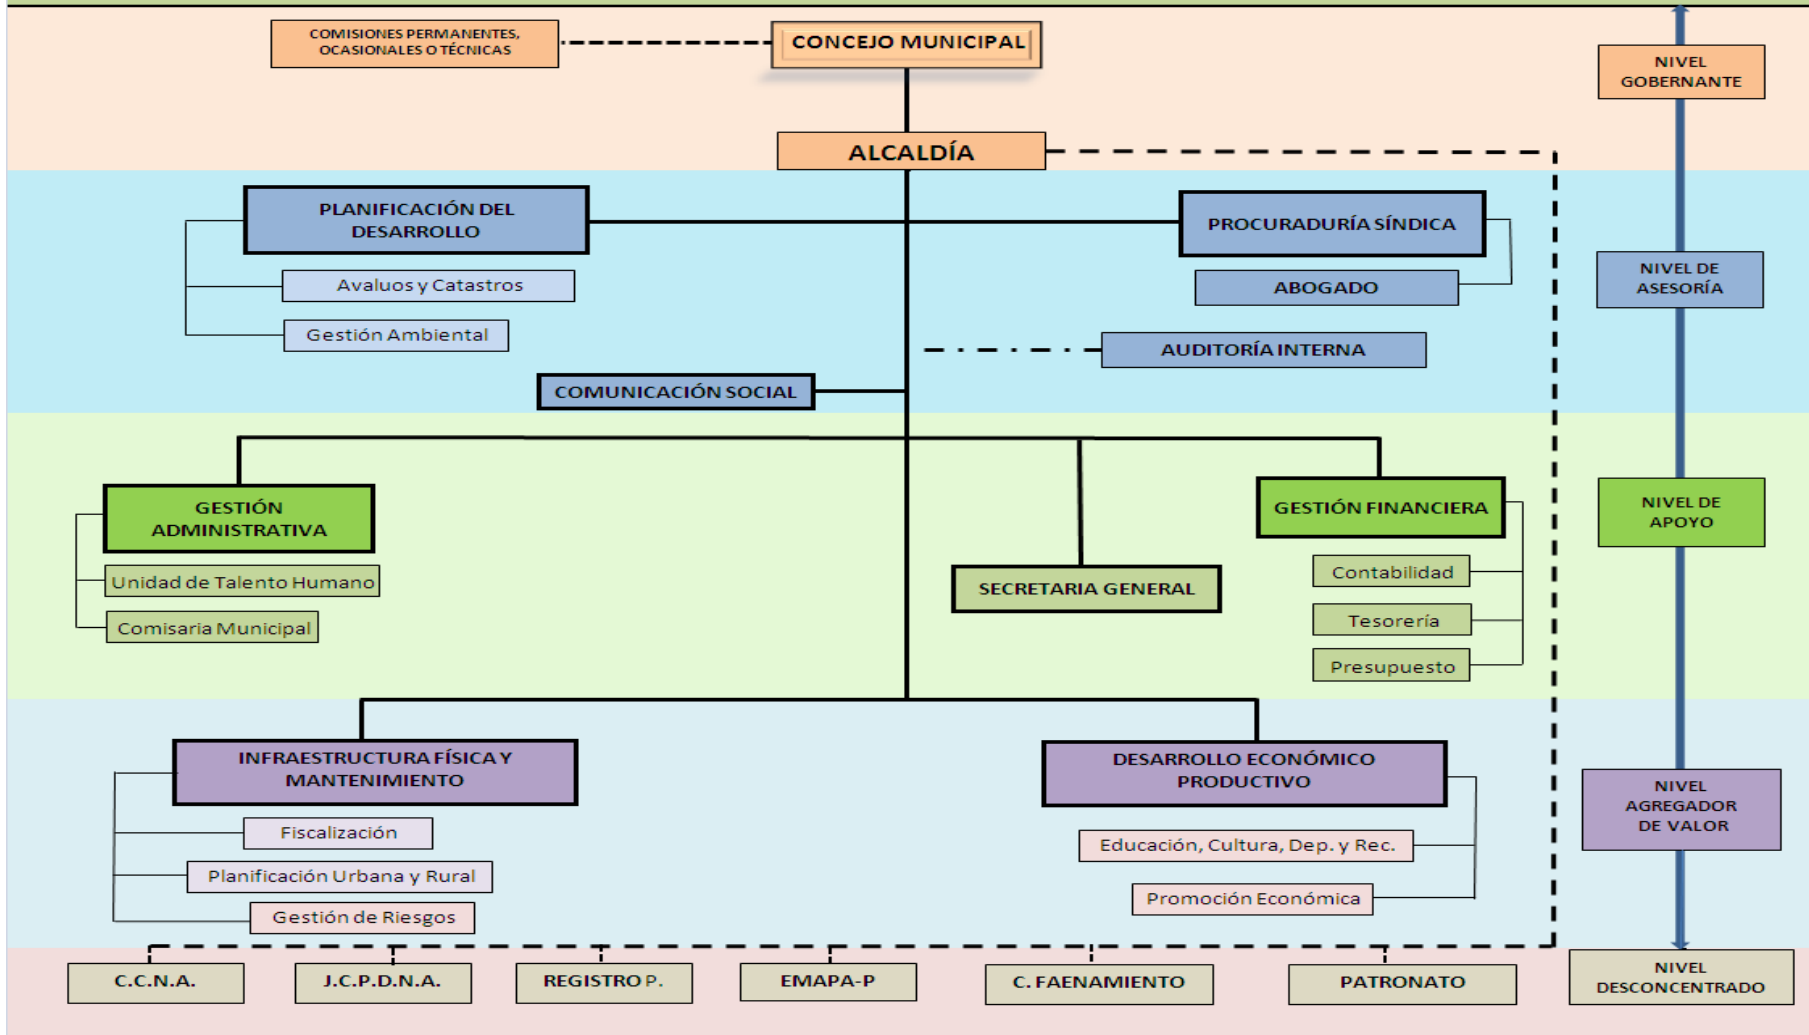 COMISIONES PERMANENTES,
OCASIONALES O TÉCNICAS
CONCEJO MUNICIPAL
NIVEL
GOBERNANTE
ALCALDÍA
PLANIFICACIÓN DEL
DESARROLLO
PROCURADURÍA SÍNDICA
Avaluos y Catastros
ABOGADO
NIVEL DE
ASESORÍA
Gestión Ambiental
AUDITORÍA INTERNA
COMUNICACIÓN SOCIAL
GESTIÓN
ADMINISTRATIVA
GESTIÓN FINANCIERA
NIVEL DE
APOYO
Unidad de Talento Humano
SECRETARIA GENERAL
Contabilidad
Comisaria Municipal
Tesorería
Presupuesto
INFRAESTRUCTURA FÍSICA Y
MANTENIMIENTO
DESARROLLO ECONÓMICO
PRODUCTIVO
NIVEL
AGREGADOR
DE VALOR
Fiscalización
Educación, Cultura, Dep. y Rec.
Planificación Urbana y Rural
Promoción Económica
Gestión de Riesgos
C.C.N.A.
J.C.P.D.N.A.
REGISTRO P.
EMAPA-P
C. FAENAMIENTO
PATRONATO
NIVEL
DESCONCENTRADO